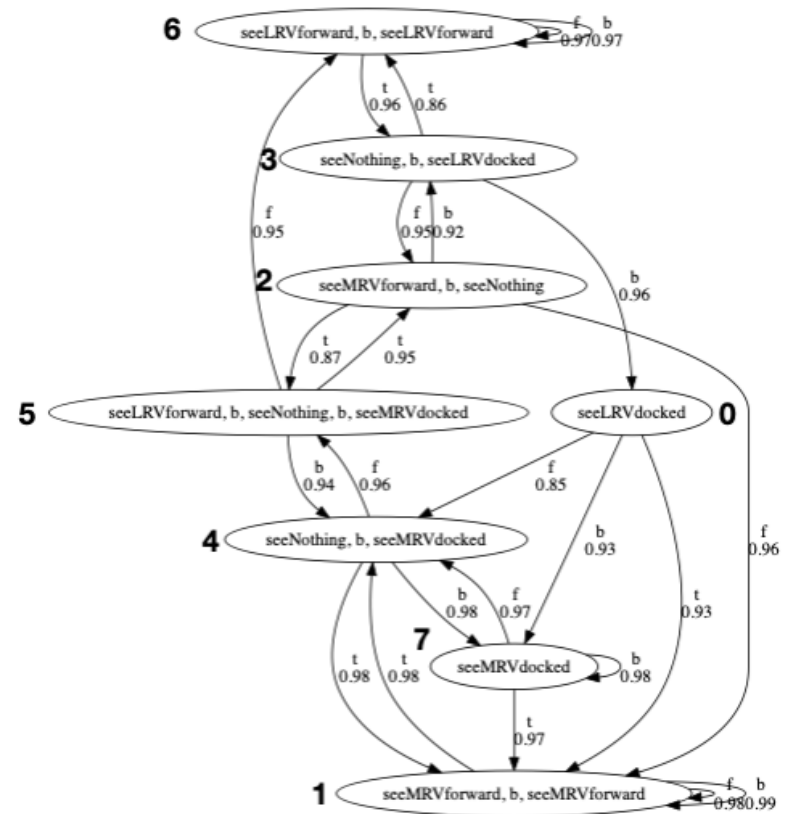 6
seeLRVforward, b, seeLRVforward
f
0.97
b
0.97
t
0.96
t
0.86
3
seeNothing, b, seeLRVdocked
f
0.95
f
0.95
b
0.92
b
0.96
2
seeMRVforward, b, seeNothing
t
0.87
t
0.95
5
seeLRVforward, b, seeNothing, b, seeMRVdocked
seeLRVdocked
0
b
0.94
f
0.96
f
0.85
4
seeNothing, b, seeMRVdocked
b
0.93
f
0.96
b
0.98
f
0.97
t
0.93
7
seeMRVdocked
b
0.98
t
0.98
t
0.98
t
0.97
1
seeMRVforward, b, seeMRVforward
f
0.98
b
0.99